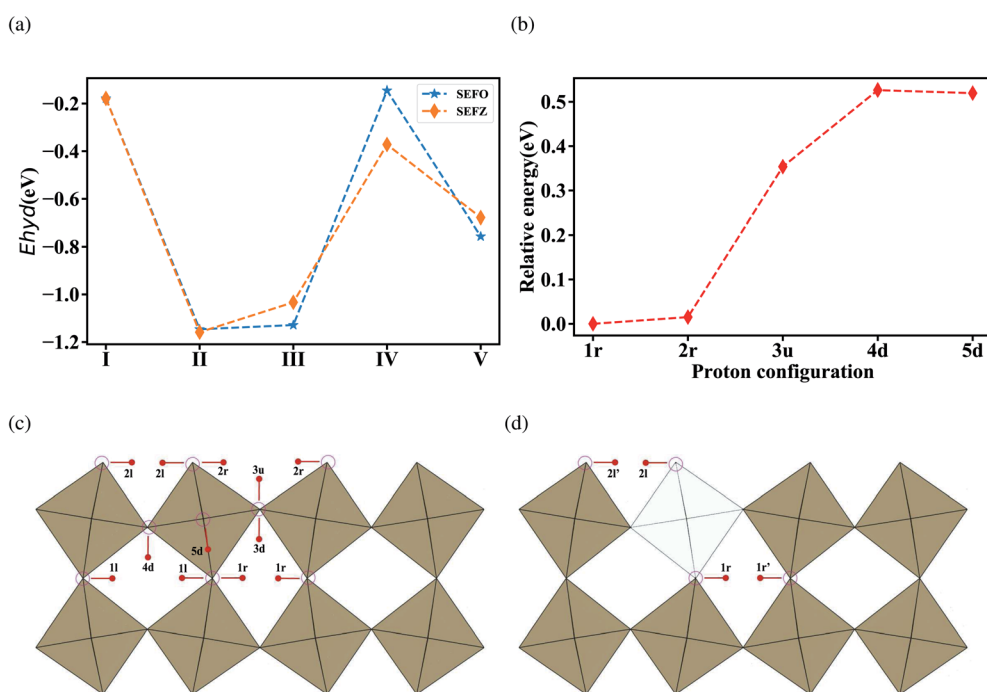 (a)
(b)
Ehyd(eV)
−0.2
−0.4
−0.6
−0.8
−1.0
−1.2
I II III IV V
SEFO
SEFZ
Relative energy(eV)
0.5
0.4
0.3
0.2
0.1
0.0
1r 2r 3u 4d 5d
Proton configuration
(c)
(d)
2l 2l 2r 3u 2r
4d 5d 3d
1l 1l 1r 1r
2l’ 2l
1r 1r’